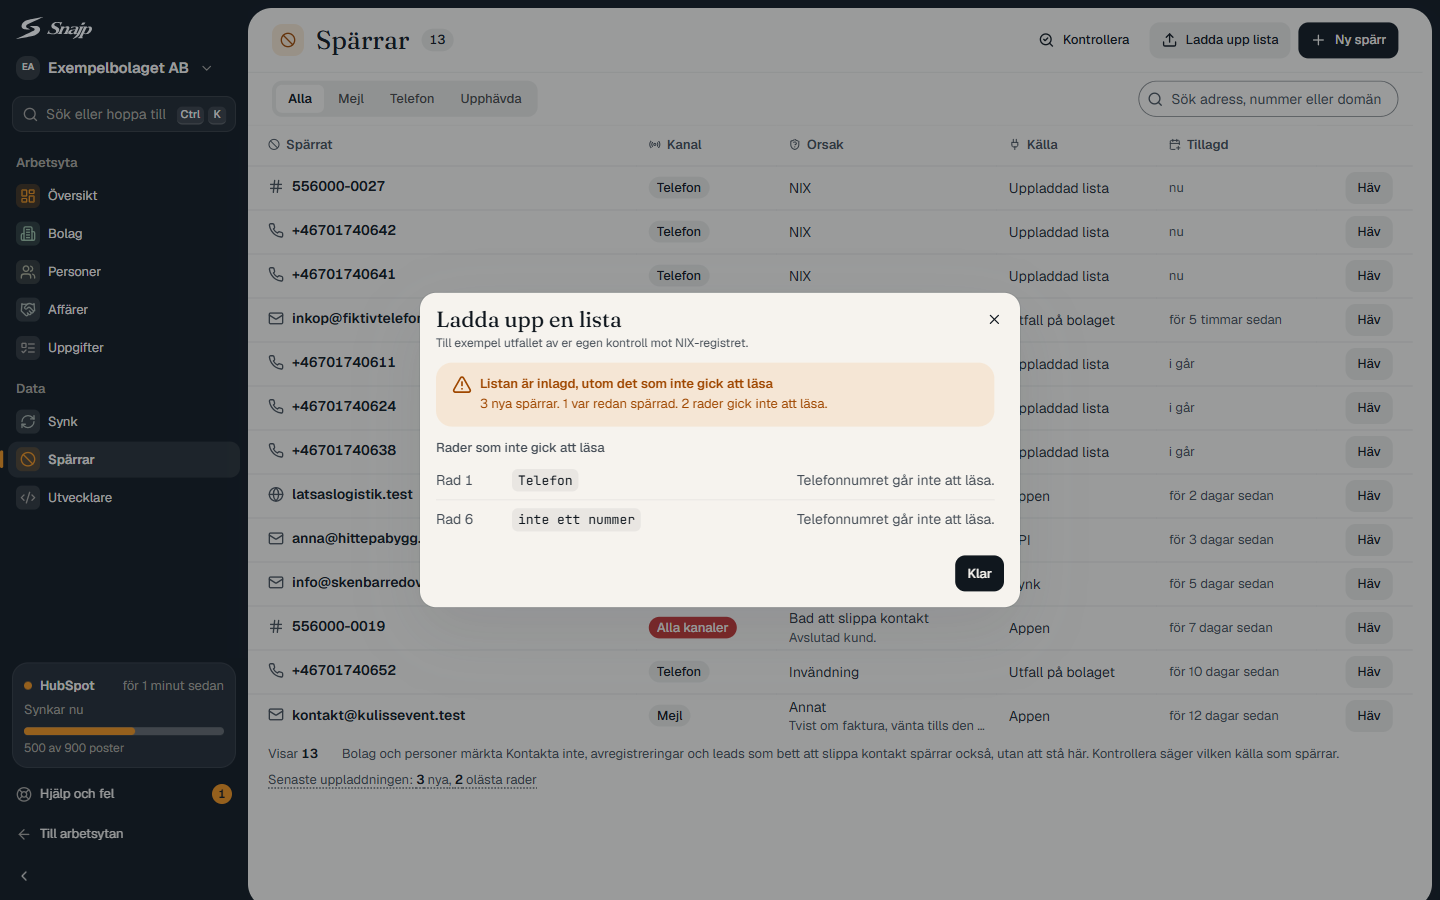 Snajp
EA Exempelbolaget AB
Sök eller hoppa till Ctrl K
Arbetsyta
Översikt
Bolag
Personer
Affärer
Uppgifter
Data
Synk
Spärrar
Utvecklare
HubSpot för 1 minut sedan
Synkar nu
500 av 900 poster
Hjälp och fel 1
Till arbetsytan
Spärrar 13
Kontrollera Ladda upp lista Ny spärr
Alla Mejl Telefon Upphävda
Sök adress, nummer eller domän
Spärrat Kanal Orsak Källa Tillagd
556000-0027 Telefon NIX Uppladdad lista nu Häv
+46701740642 Telefon NIX Uppladdad lista nu Häv
+46701740641 Telefon NIX Uppladdad lista nu Häv
inkop@fiktivtelefor tfall på bolaget för 5 timmar sedan Häv
+46701740611 ppladdad lista i går Häv
+46701740624 ppladdad lista i går Häv
+46701740638 ppladdad lista i går Häv
latsaslogistik.test ppen för 2 dagar sedan Häv
anna@hittepabygg. PI för 3 dagar sedan Häv
info@skenbarredov ynk för 5 dagar sedan Häv
556000-0019 Alla kanaler Bad att slippa kontakt Appen för 7 dagar sedan Häv
Avslutad kund.
+46701740652 Telefon Invändning Utfall på bolaget för 10 dagar sedan Häv
kontakt@kulissevent.test Mejl Annat Appen för 12 dagar sedan Häv
Tvist om faktura, vänta tills den ...
Visar 13 Bolag och personer märkta Kontakta inte, avregistreringar och leads som bett att slippa kontakt spärrar också, utan att stå här. Kontrollera säger vilken källa som spärrar.
Senaste uppladdningen: 3 nya, 2 olästa rader
Ladda upp en lista
Till exempel utfallet av er egen kontroll mot NIX-registret.
Listan är inlagd, utom det som inte gick att läsa
3 nya spärrar. 1 var redan spärrad. 2 rader gick inte att läsa.
Rader som inte gick att läsa
Rad 1 Telefon Telefonnumret går inte att läsa.
Rad 6 inte ett nummer Telefonnumret går inte att läsa.
Klar